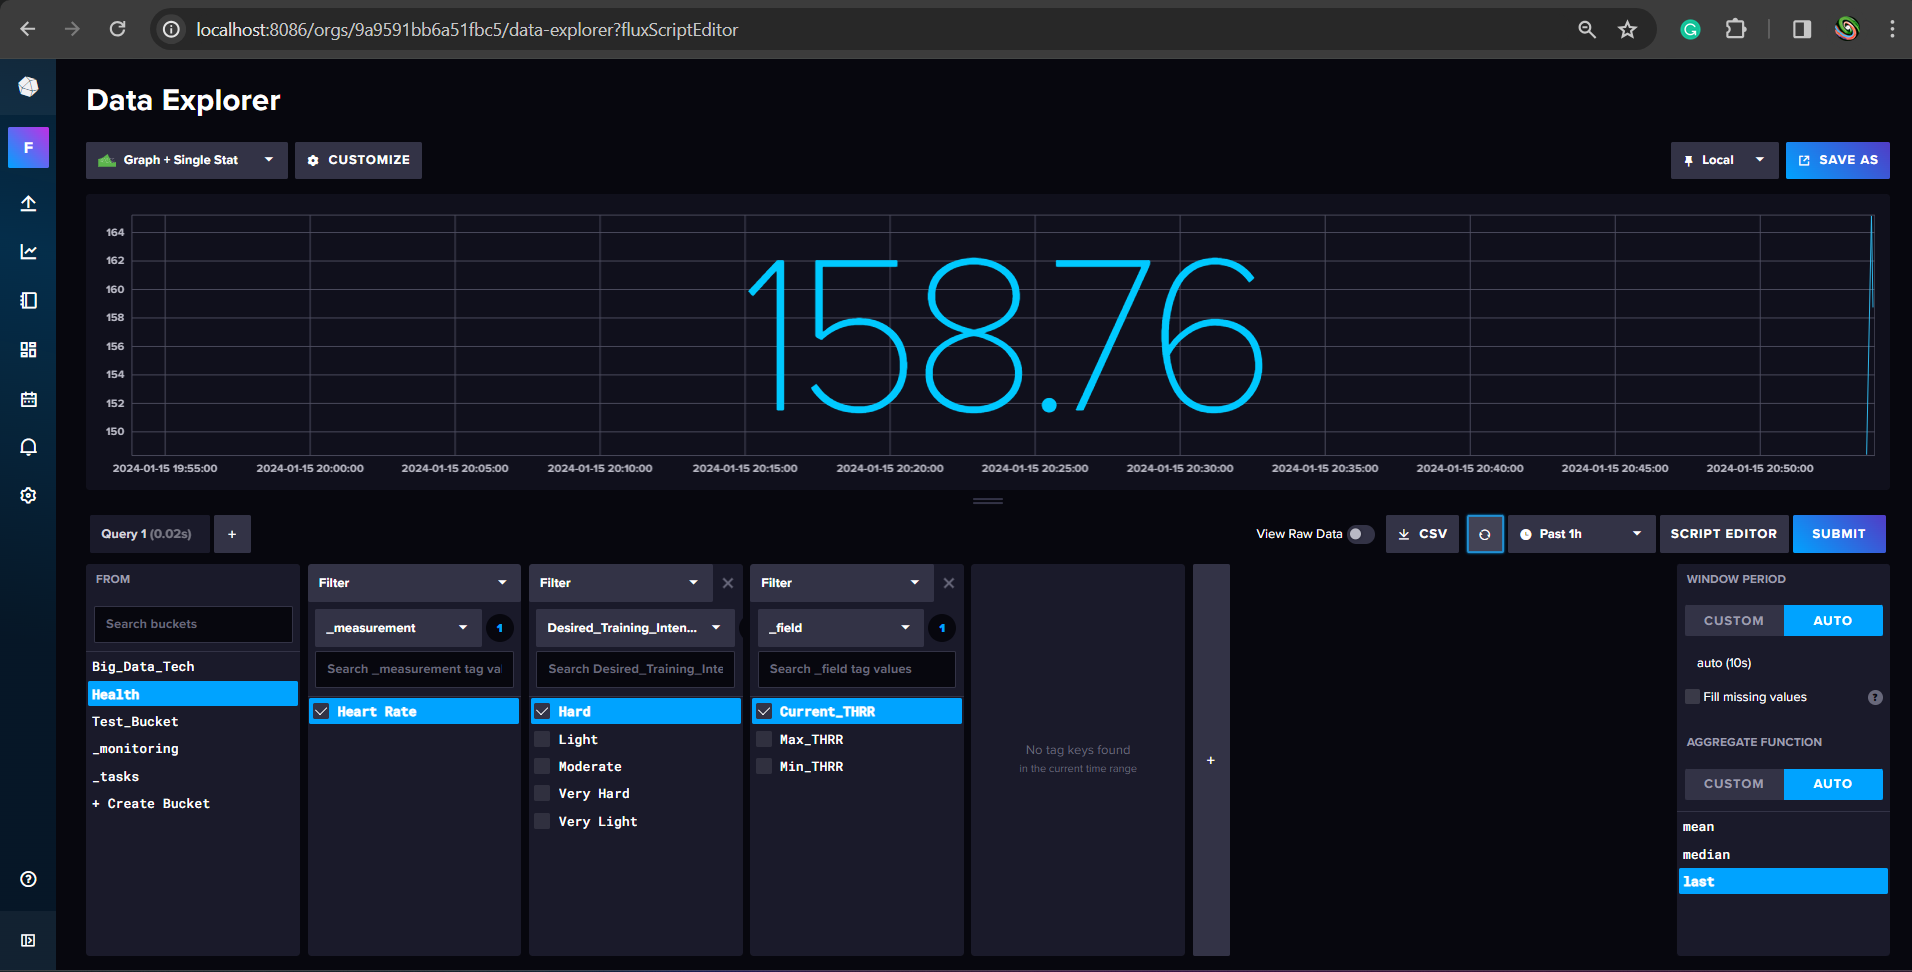 localhost:8086/orgs/9a9591bb6a51fbc5/data-explorer?fluxScriptEditor
Data Explorer
F
Graph + Single Stat
CUSTOMIZE
Local
SAVE AS
164
162
160
158
156
154
152
150
158.76
2024-01-15 19:55:00
2024-01-15 20:00:00
2024-01-15 20:05:00
2024-01-15 20:10:00
2024-01-15 20:15:00
2024-01-15 20:20:00
2024-01-15 20:25:00
2024-01-15 20:30:00
2024-01-15 20:35:00
2024-01-15 20:40:00
2024-01-15 20:45:00
2024-01-15 20:50:00
Query 1 (0.02s)
+
View Raw Data
CSV
Past 1h
SCRIPT EDITOR
SUBMIT
FROM
Search buckets
Big_Data_Tech
Health
Test_Bucket
_monitoring
_tasks
+ Create Bucket
Filter
_measurement
1
Search _measurement tag va
Heart Rate
Filter
Desired_Training_Inten...
Search Desired_Training_Inte
Hard
Light
Moderate
Very Hard
Very Light
Filter
_field
1
Search _field tag values
Current_THRR
Max_THRR
Min_THRR
No tag keys found
in the current time range
+
WINDOW PERIOD
CUSTOM
AUTO
auto (10s)
Fill missing values
?
AGGREGATE FUNCTION
CUSTOM
AUTO
mean
median
last